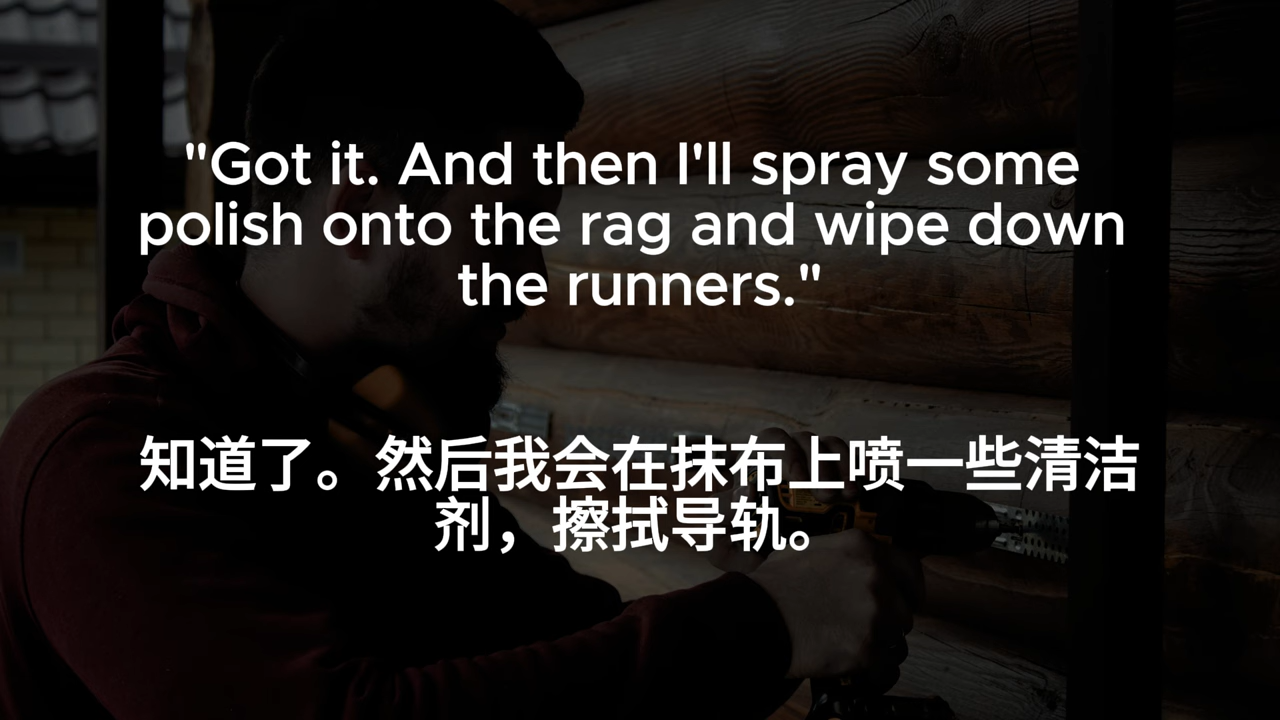 "Got it. And then I'll spray some
polish onto the rag and wipe down
the runners."
知道了。然后我会在抹布上喷一些清洁
剂，擦拭导轨。